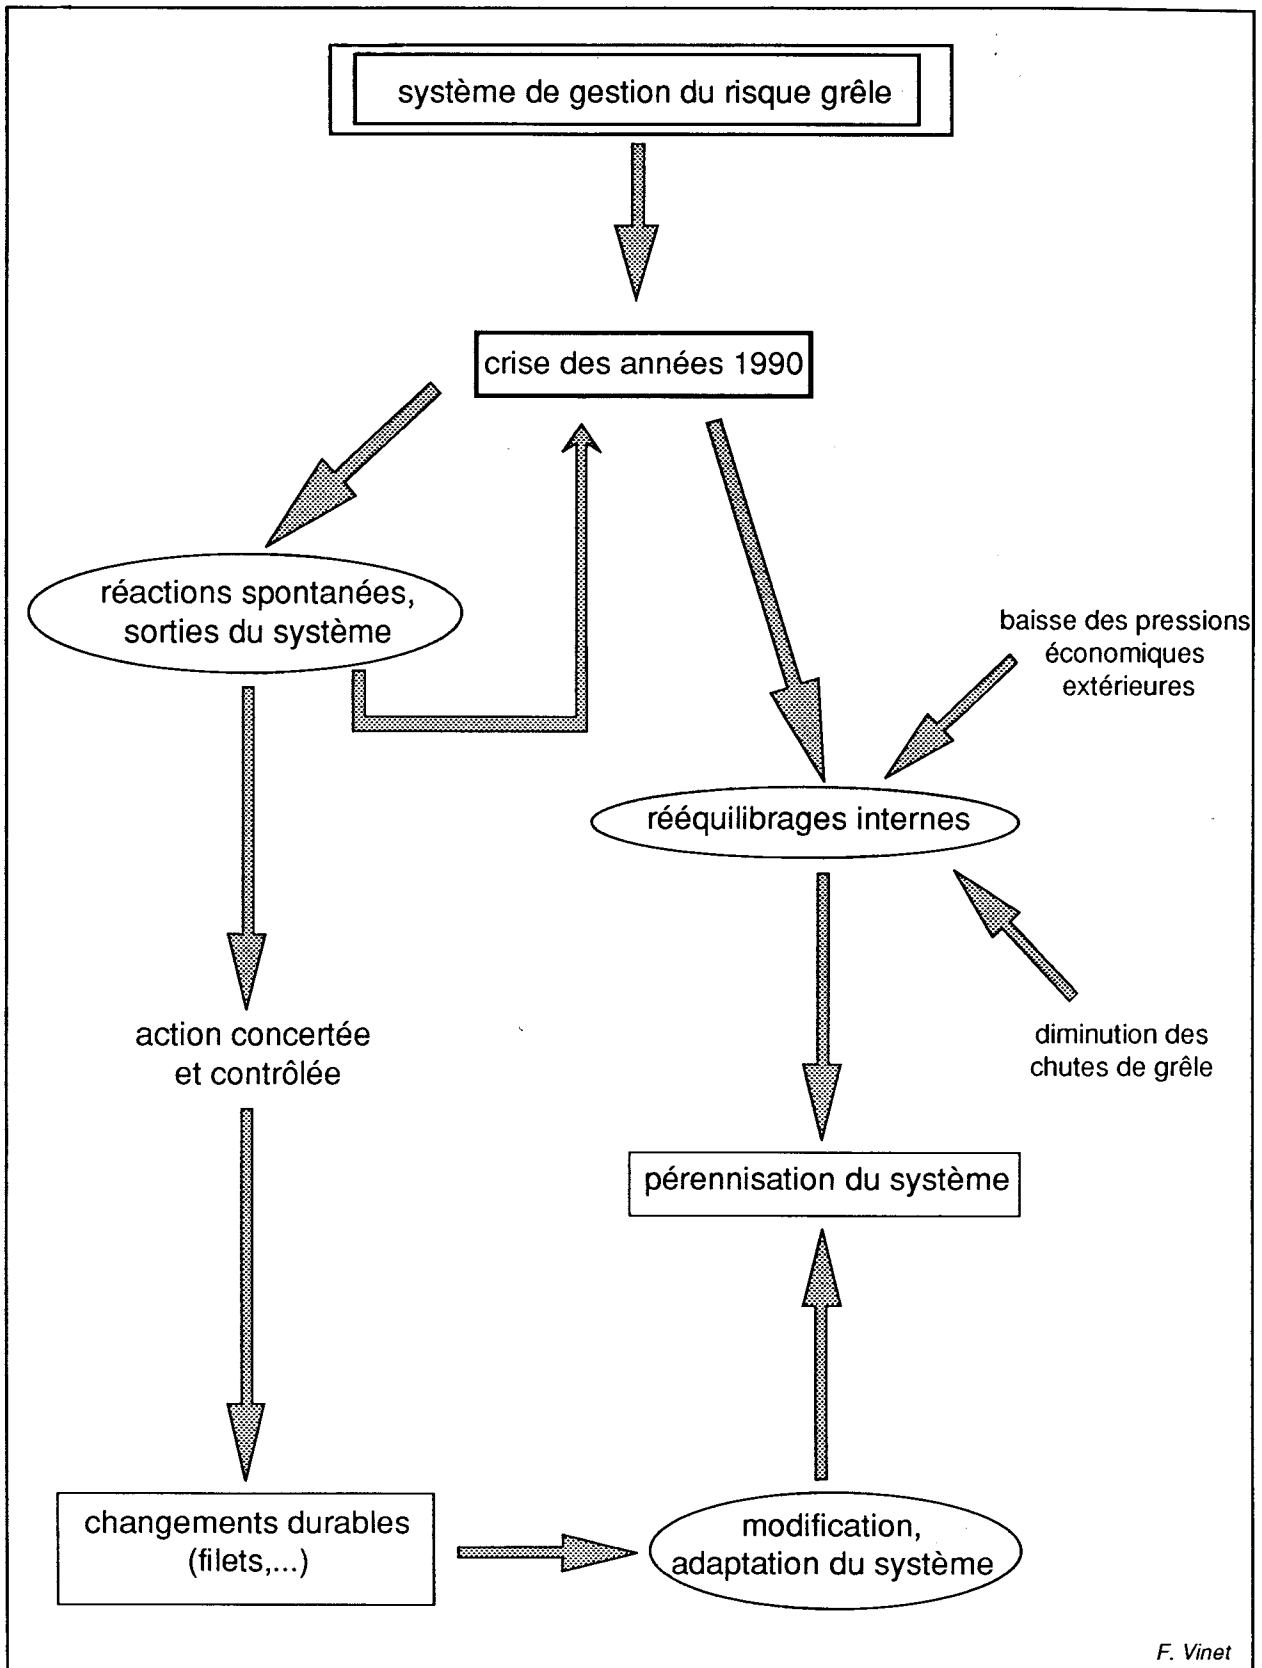 système de gestion du risque grêle
crise des années 1990
réactions spontanées,
sorties du système
baisse des pressions
économiques
extérieures
rééquilibrages internes
action concertée
et contrôlée
diminution des
chutes de grêle
pérennisation du système
changements durables
(filets,...)
modification,
adaptation du système
F. Vinet